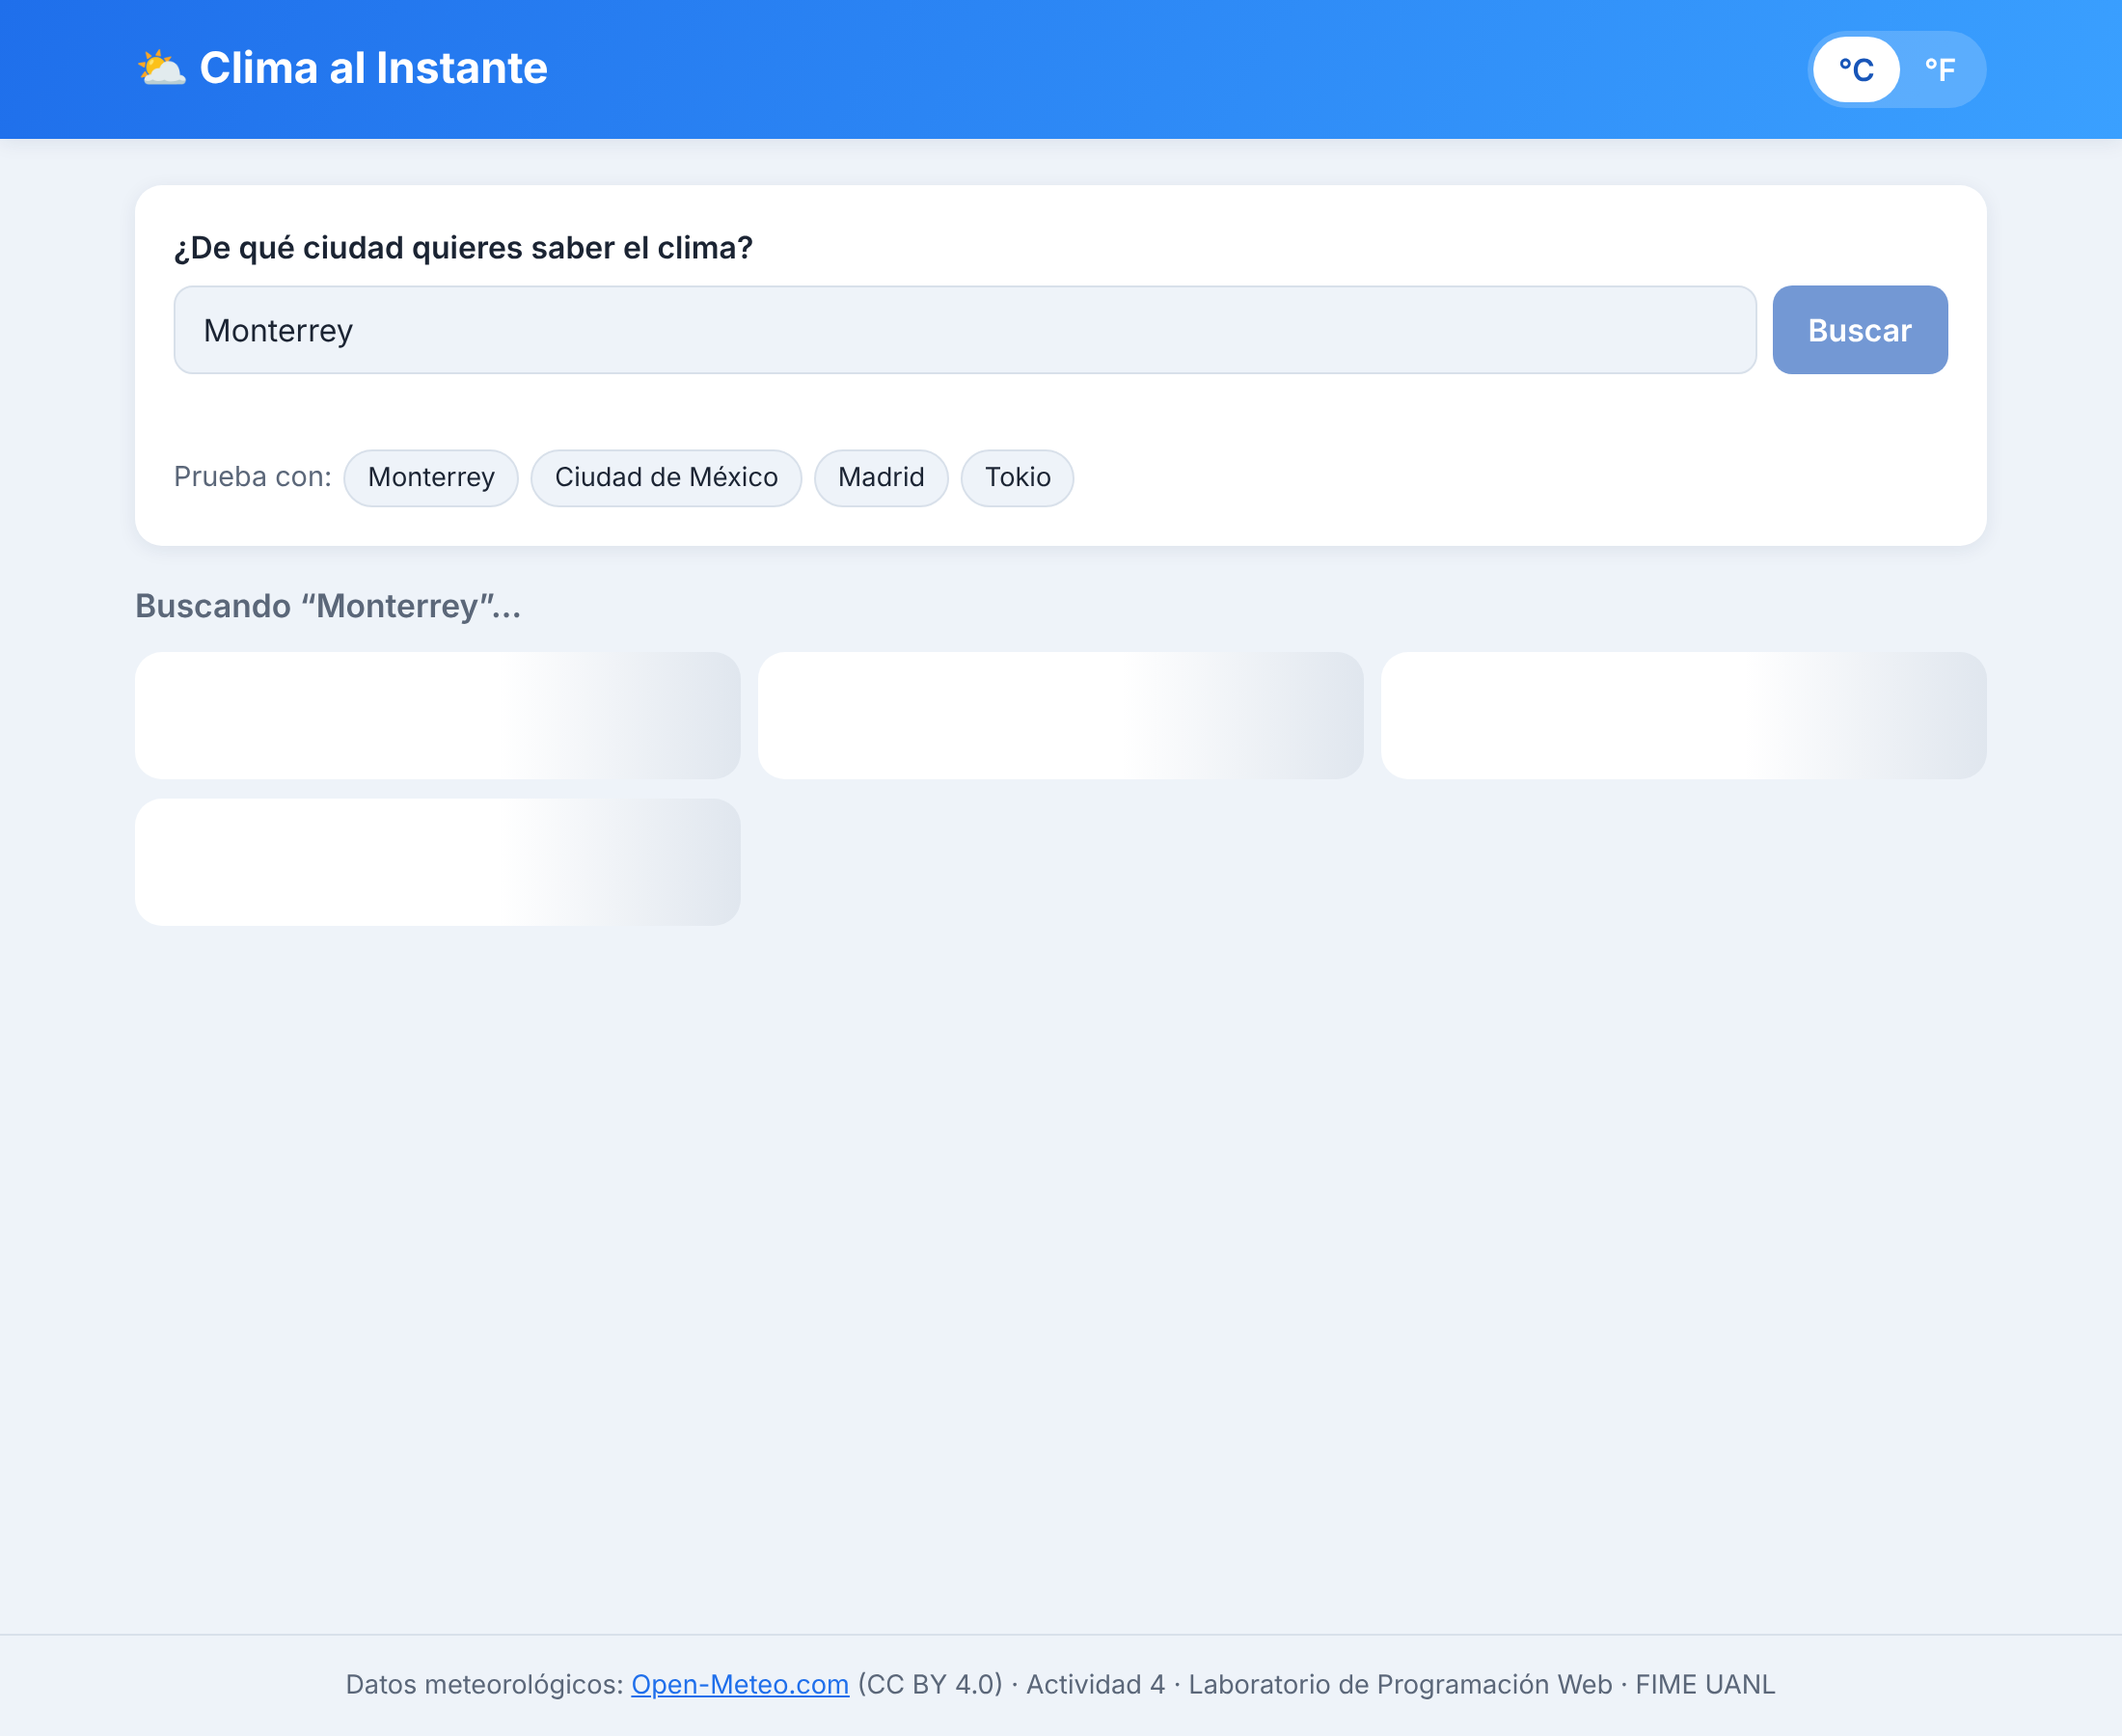 ⛅ Clima al Instante
°C °F
¿De qué ciudad quieres saber el clima?
Monterrey
Buscar
Prueba con: Monterrey Ciudad de México Madrid Tokio
Buscando “Monterrey”...
Datos meteorológicos: Open-Meteo.com (CC BY 4.0) · Actividad 4 · Laboratorio de Programación Web · FIME UANL